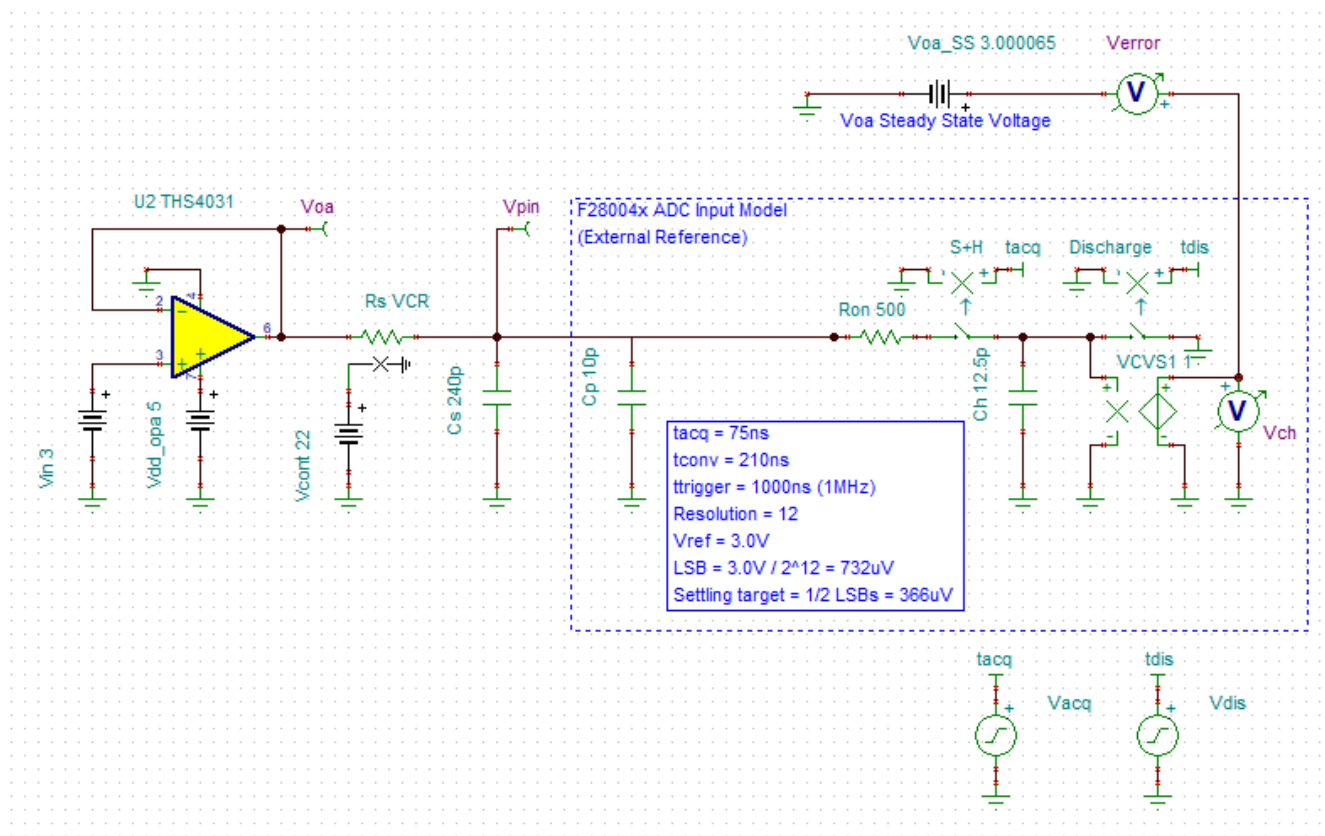 Voa_SS 3.000065
Verror
Voa Steady State Voltage
U2 THS4031
Voa
Vpin
F28004x ADC Input Model
(External Reference)
S+H
tacq
Discharge
tdis
Rs VCR
Ron 500
2
4
6
3
7
VCVS1 1
Vin 3
Vdd_opa 5
Vcont 22
Cs 240p
Cp 10p
Ch 12.5p
Vch
tacq = 75ns
tconv = 210ns
ttrigger = 1000ns (1MHz)
Resolution = 12
Vref = 3.0V
LSB = 3.0V / 2^12 = 732uV
Settling target = 1/2 LSBs = 366uV
tacq
tdis
Vacq
Vdis